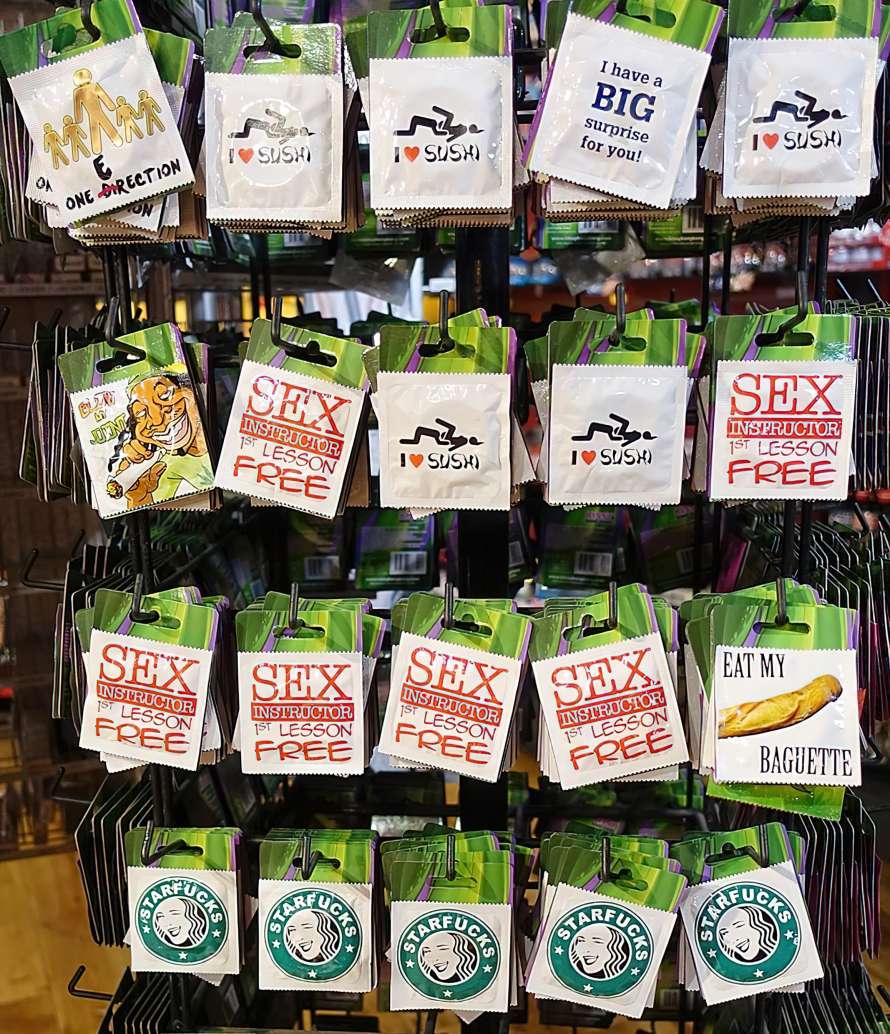 E
ONE DIRECTION
I ♥ SUSHI
I ♥ SUSHI
I have a
BIG
surprise
for you!
I ♥ SUSHI
SEX
INSTRUCTOR
1ST LESSON
FREE
I ♥ SUSHI
I ♥ SUSHI
SEX
INSTRUCTOR
1ST LESSON
FREE
SEX
INSTRUCTOR
1ST LESSON
FREE
SEX
INSTRUCTOR
1ST LESSON
FREE
SEX
INSTRUCTOR
1ST LESSON
FREE
SEX
INSTRUCTOR
1ST LESSON
FREE
EAT MY
BAGUETTE
STARFUCKS
STARFUCKS
STARFUCKS
STARFUCKS
STARFUCKS